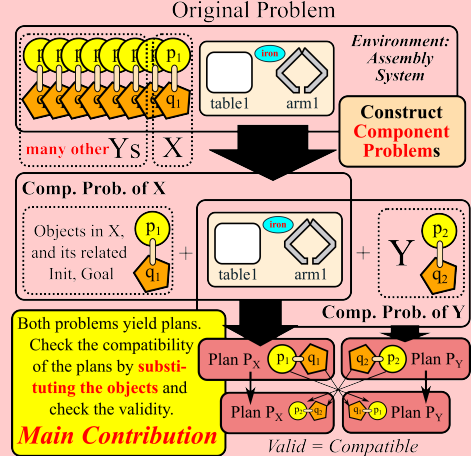 Original Problem
p p p p p p p₁
q₁
iron
table1
arm1
Environment:
Assembly
System
many other Ys
X
Construct
Component
Problems
Comp. Prob. of X
Objects in X,
and its related
Init, Goal
p₁
q₁
+
iron
table1
arm1
+
Y
p₂
q₂
Comp. Prob. of Y
Both problems yield plans.
Check the compatibility
of the plans by substi-
tuting the objects and
check the validity.
Main Contribution
Plan Pₓ p₁ q₁
q₂ p₂ Plan Pᵧ
Plan Pₓ p₂ q₂
q₁ p₁ Plan Pᵧ
Valid = Compatible